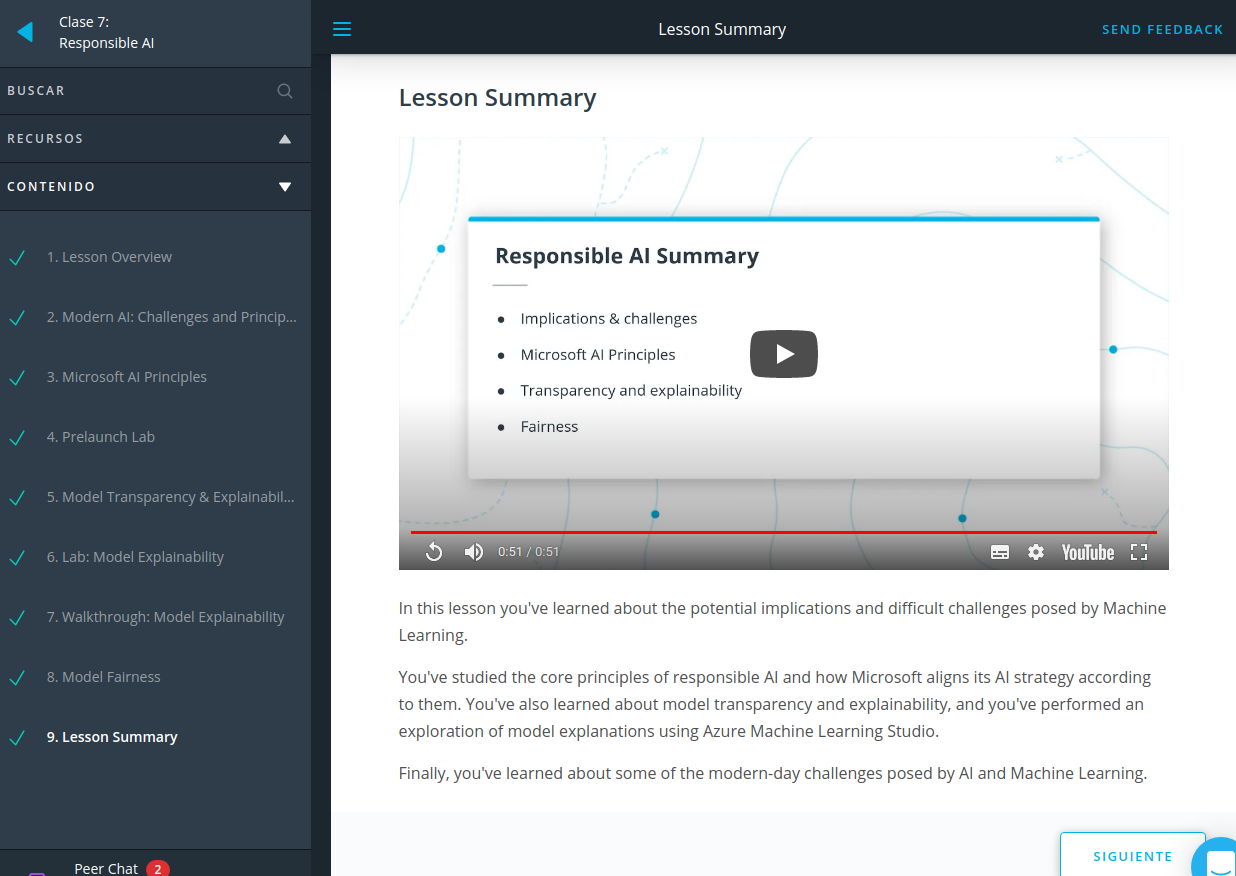 Clase 7:
Responsible AI
BUSCAR
RECURSOS
CONTENIDO
1. Lesson Overview
2. Modern AI: Challenges and Princip...
3. Microsoft AI Principles
4. Prelaunch Lab
5. Model Transparency & Explainabil...
6. Lab: Model Explainability
7. Walkthrough: Model Explainability
8. Model Fairness
9. Lesson Summary
Peer Chat 2
Lesson Summary
SEND FEEDBACK
Lesson Summary
Responsible AI Summary
Implications & challenges
Microsoft AI Principles
Transparency and explainability
Fairness
0:51 / 0:51
YouTube
In this lesson you've learned about the potential implications and difficult challenges posed by Machine
Learning.
You've studied the core principles of responsible AI and how Microsoft aligns its AI strategy according
to them. You've also learned about model transparency and explainability, and you've performed an
exploration of model explanations using Azure Machine Learning Studio.
Finally, you've learned about some of the modern-day challenges posed by AI and Machine Learning.
SIGUIENTE